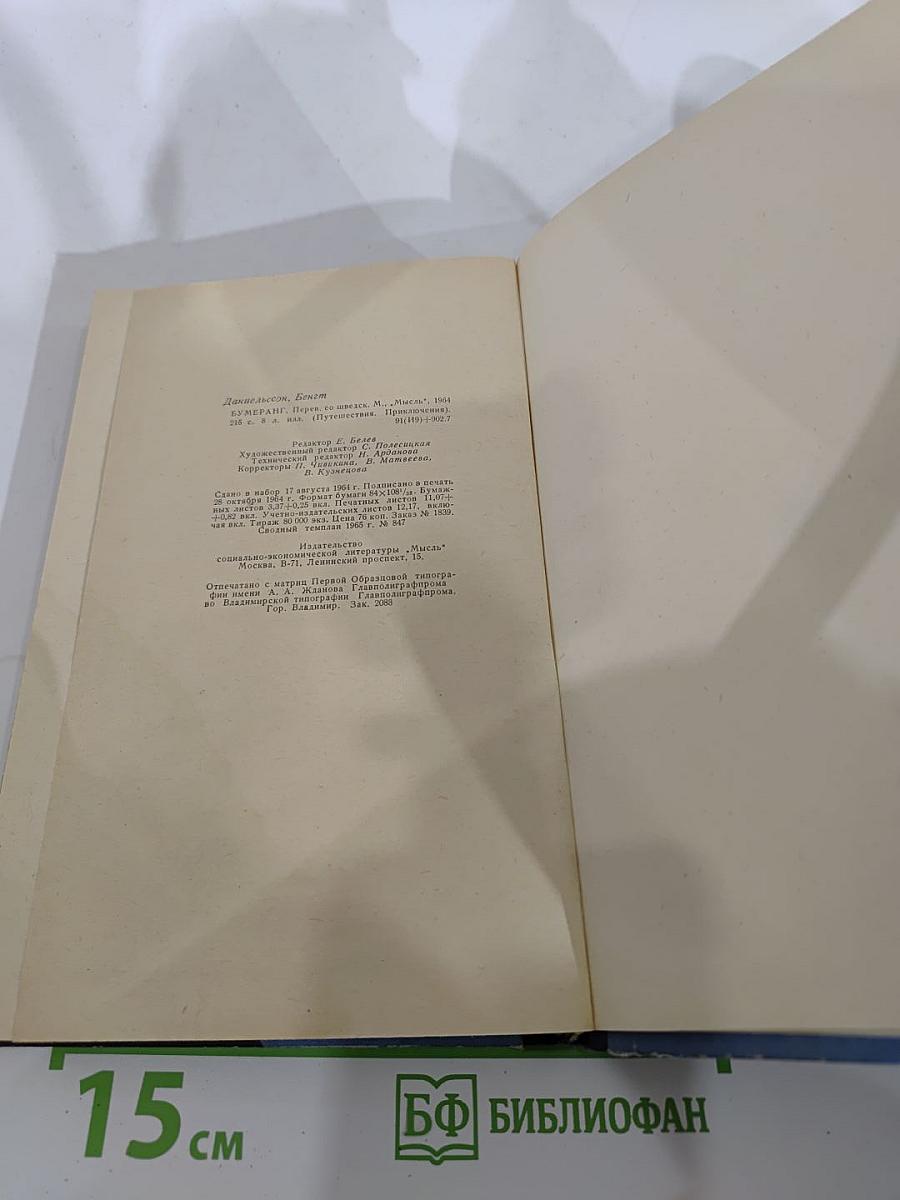 Даниельссон, Бенгт
БУМЕРАНГ. Перев. со шведск. М., „Мысль“, 1964
215 с. 8 л. илл. (Путешествия. Приключения).
91(И9)+902.7
Редактор Е. Белев
Художественный редактор С. Полесицкая
Технический редактор Н. Арданова
Корректоры П. Чивикина, В. Матвеева,
В. Кузнецова
Сдано в набор 17 августа 1964 г. Подписано в печать
28 октября 1964 г. Формат бумаги 84×108¹/₃₂. Бумаж-
ных листов 3,37+0,25 вкл. Печатных листов 11,07+
+0,82 вкл. Учетно-издательских листов 12,17, вклю-
чая вкл. Тираж 80 000 экз. Цена 76 коп. Заказ № 1839.
Сводный темплан 1965 г. № 847
Издательство
социально-экономической литературы „Мысль“
Москва, В-71, Ленинский проспект, 15.
Отпечатано с матриц Первой Образцовой типогра-
фии имени А. А. Жданова Главполиграфпрома
во Владимирской типографии Главполиграфпрома.
Гор. Владимир. Зак. 2088
15 см
БФ БИБЛИОФАН